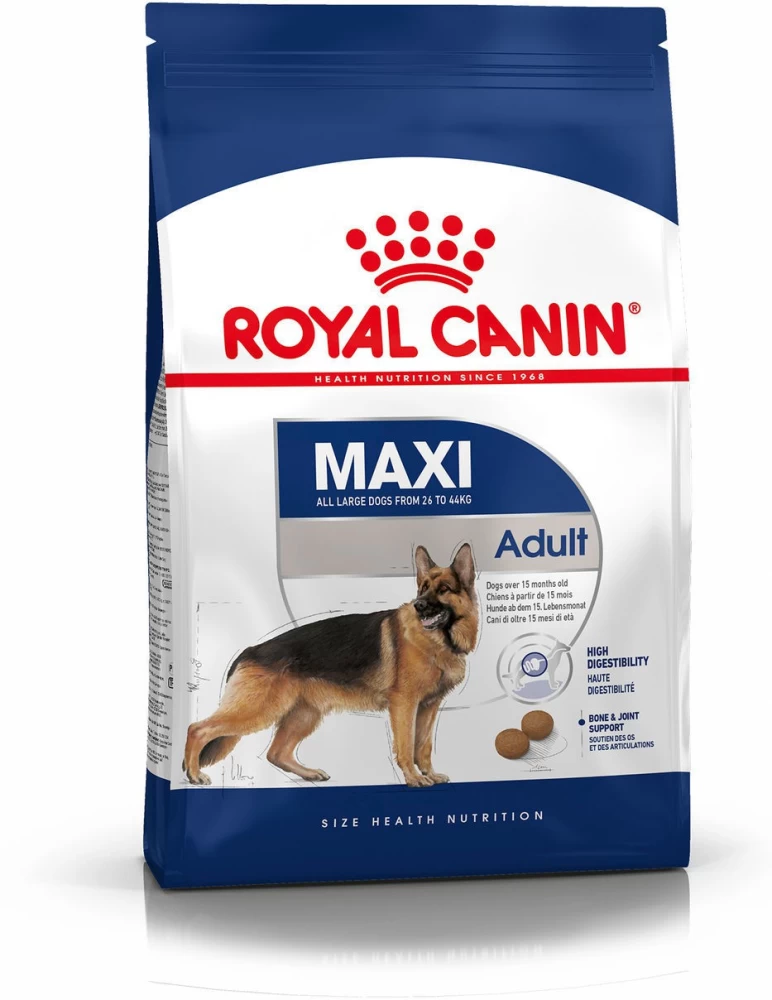 ROYAL CANIN®
HEALTH NUTRITION SINCE 1968
MAXI
ALL LARGE DOGS FROM 26 TO 44KG
Adult
Dogs over 15 months old
Chiens à partir de 15 mois
Hunde ab dem 15. Lebensmonat
Cani di oltre 15 mesi di età
HIGH
DIGESTIBILITY
HAUTE
DIGESTIBILITÉ
BONE & JOINT
SUPPORT
SOUTIEN DES OS
ET DES ARTICULATIONS
SIZE HEALTH NUTRITION